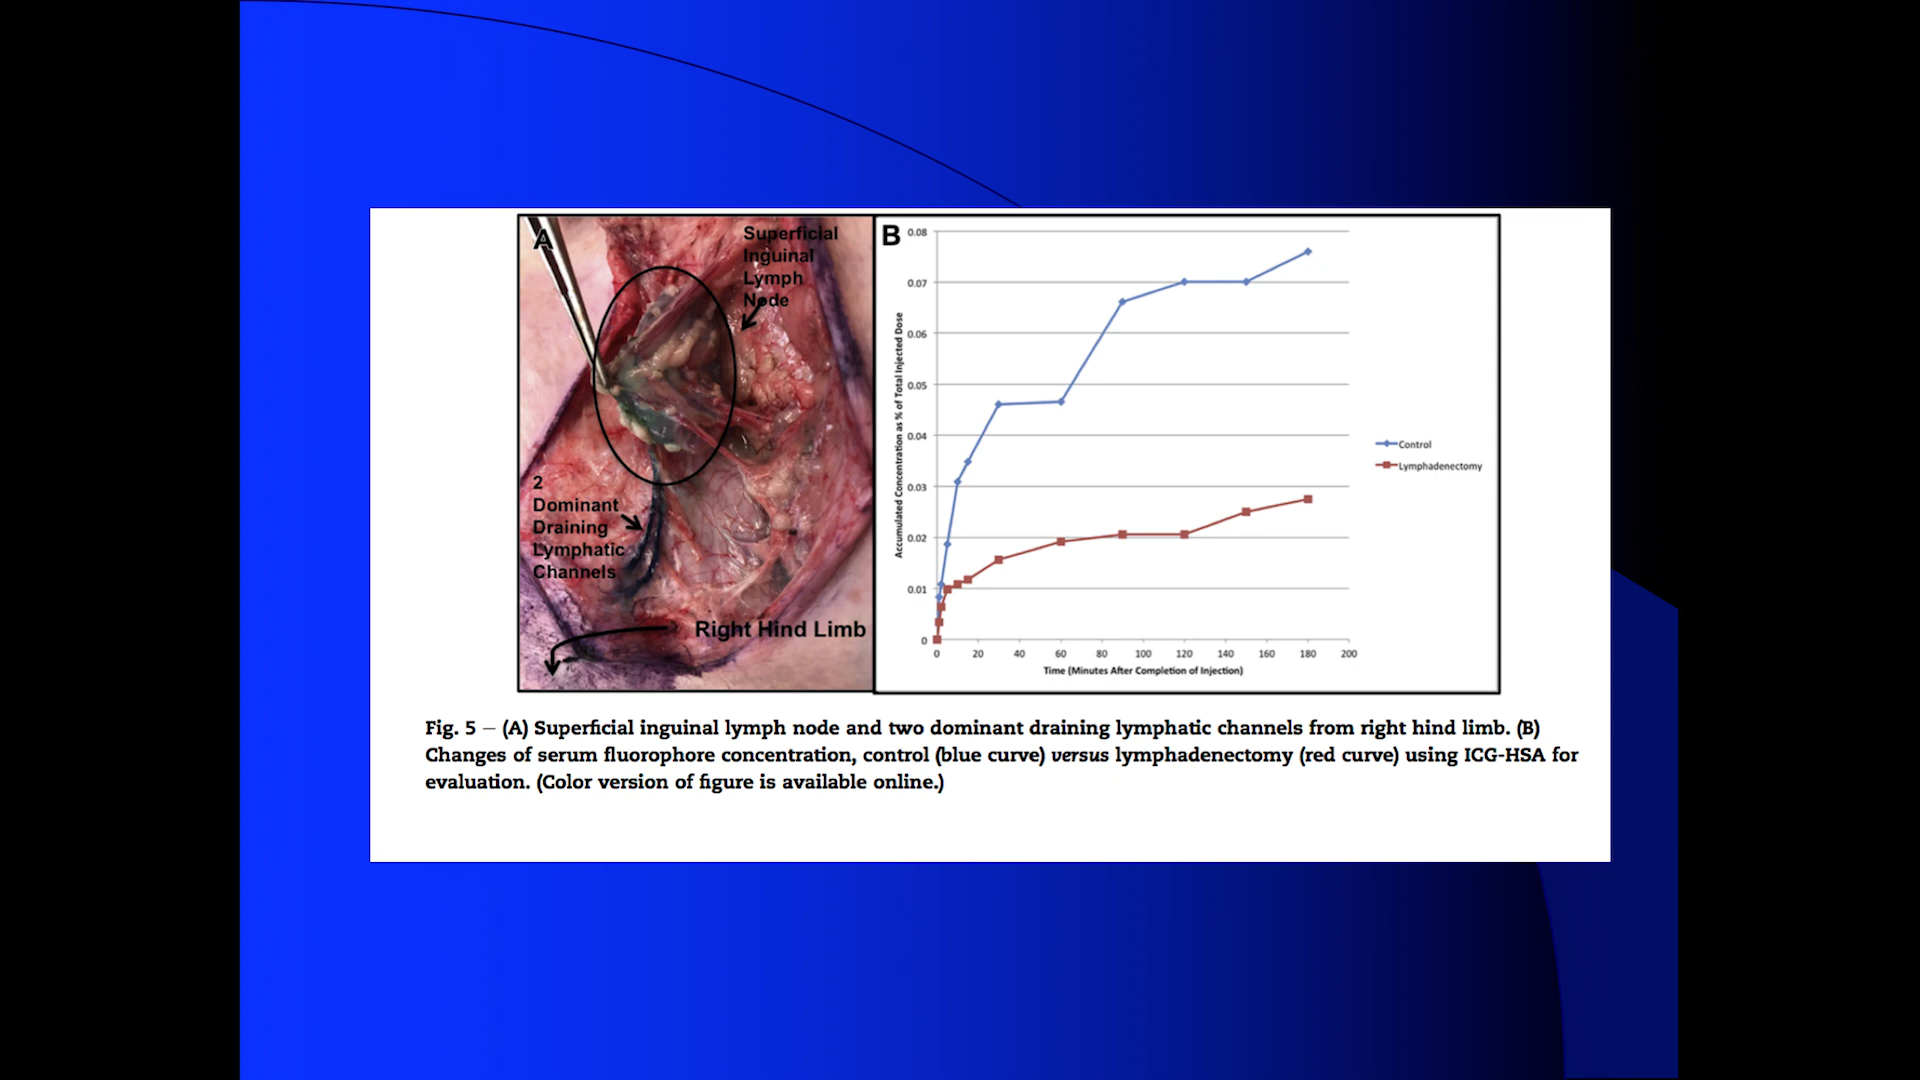 A
Superficial
Inguinal
Lymph
Node
2
Dominant
Draining
Lymphatic
Channels
Right Hind Limb
B
Accumulated Concentration as % of Total Injected Dose
0.08
0.07
0.06
0.05
0.04
0.03
0.02
0.01
0
0 20 40 60 80 100 120 140 160 180 200
Time (Minutes After Completion of Injection)
Control
Lymphadenectomy
Fig. 5 – (A) Superficial inguinal lymph node and two dominant draining lymphatic channels from right hind limb. (B)
Changes of serum fluorophore concentration, control (blue curve) versus lymphadenectomy (red curve) using ICG-HSA for
evaluation. (Color version of figure is available online.)